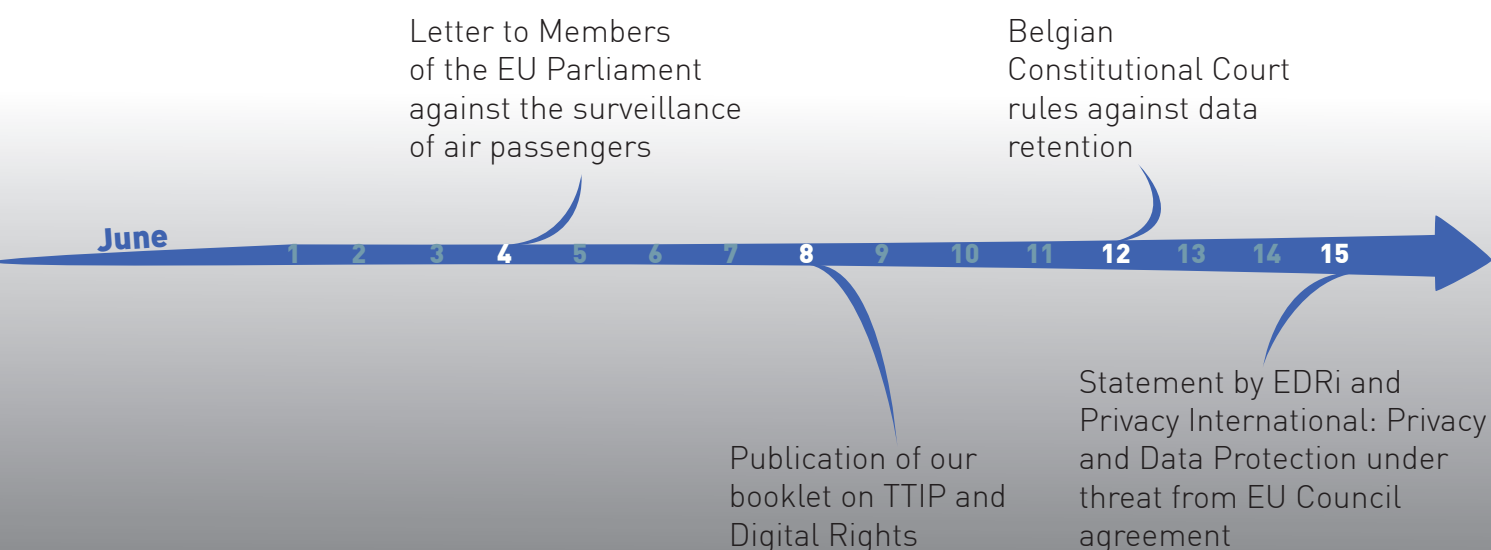 Letter to Members
of the EU Parliament
against the surveillance
of air passengers
Belgian
Constitutional Court
rules against data
retention
June
1 2 3 4 5 6 7 8 9 10 11 12 13 14 15
Publication of our
booklet on TTIP and
Digital Rights
Statement by EDRi and
Privacy International: Privacy
and Data Protection under
threat from EU Council
agreement